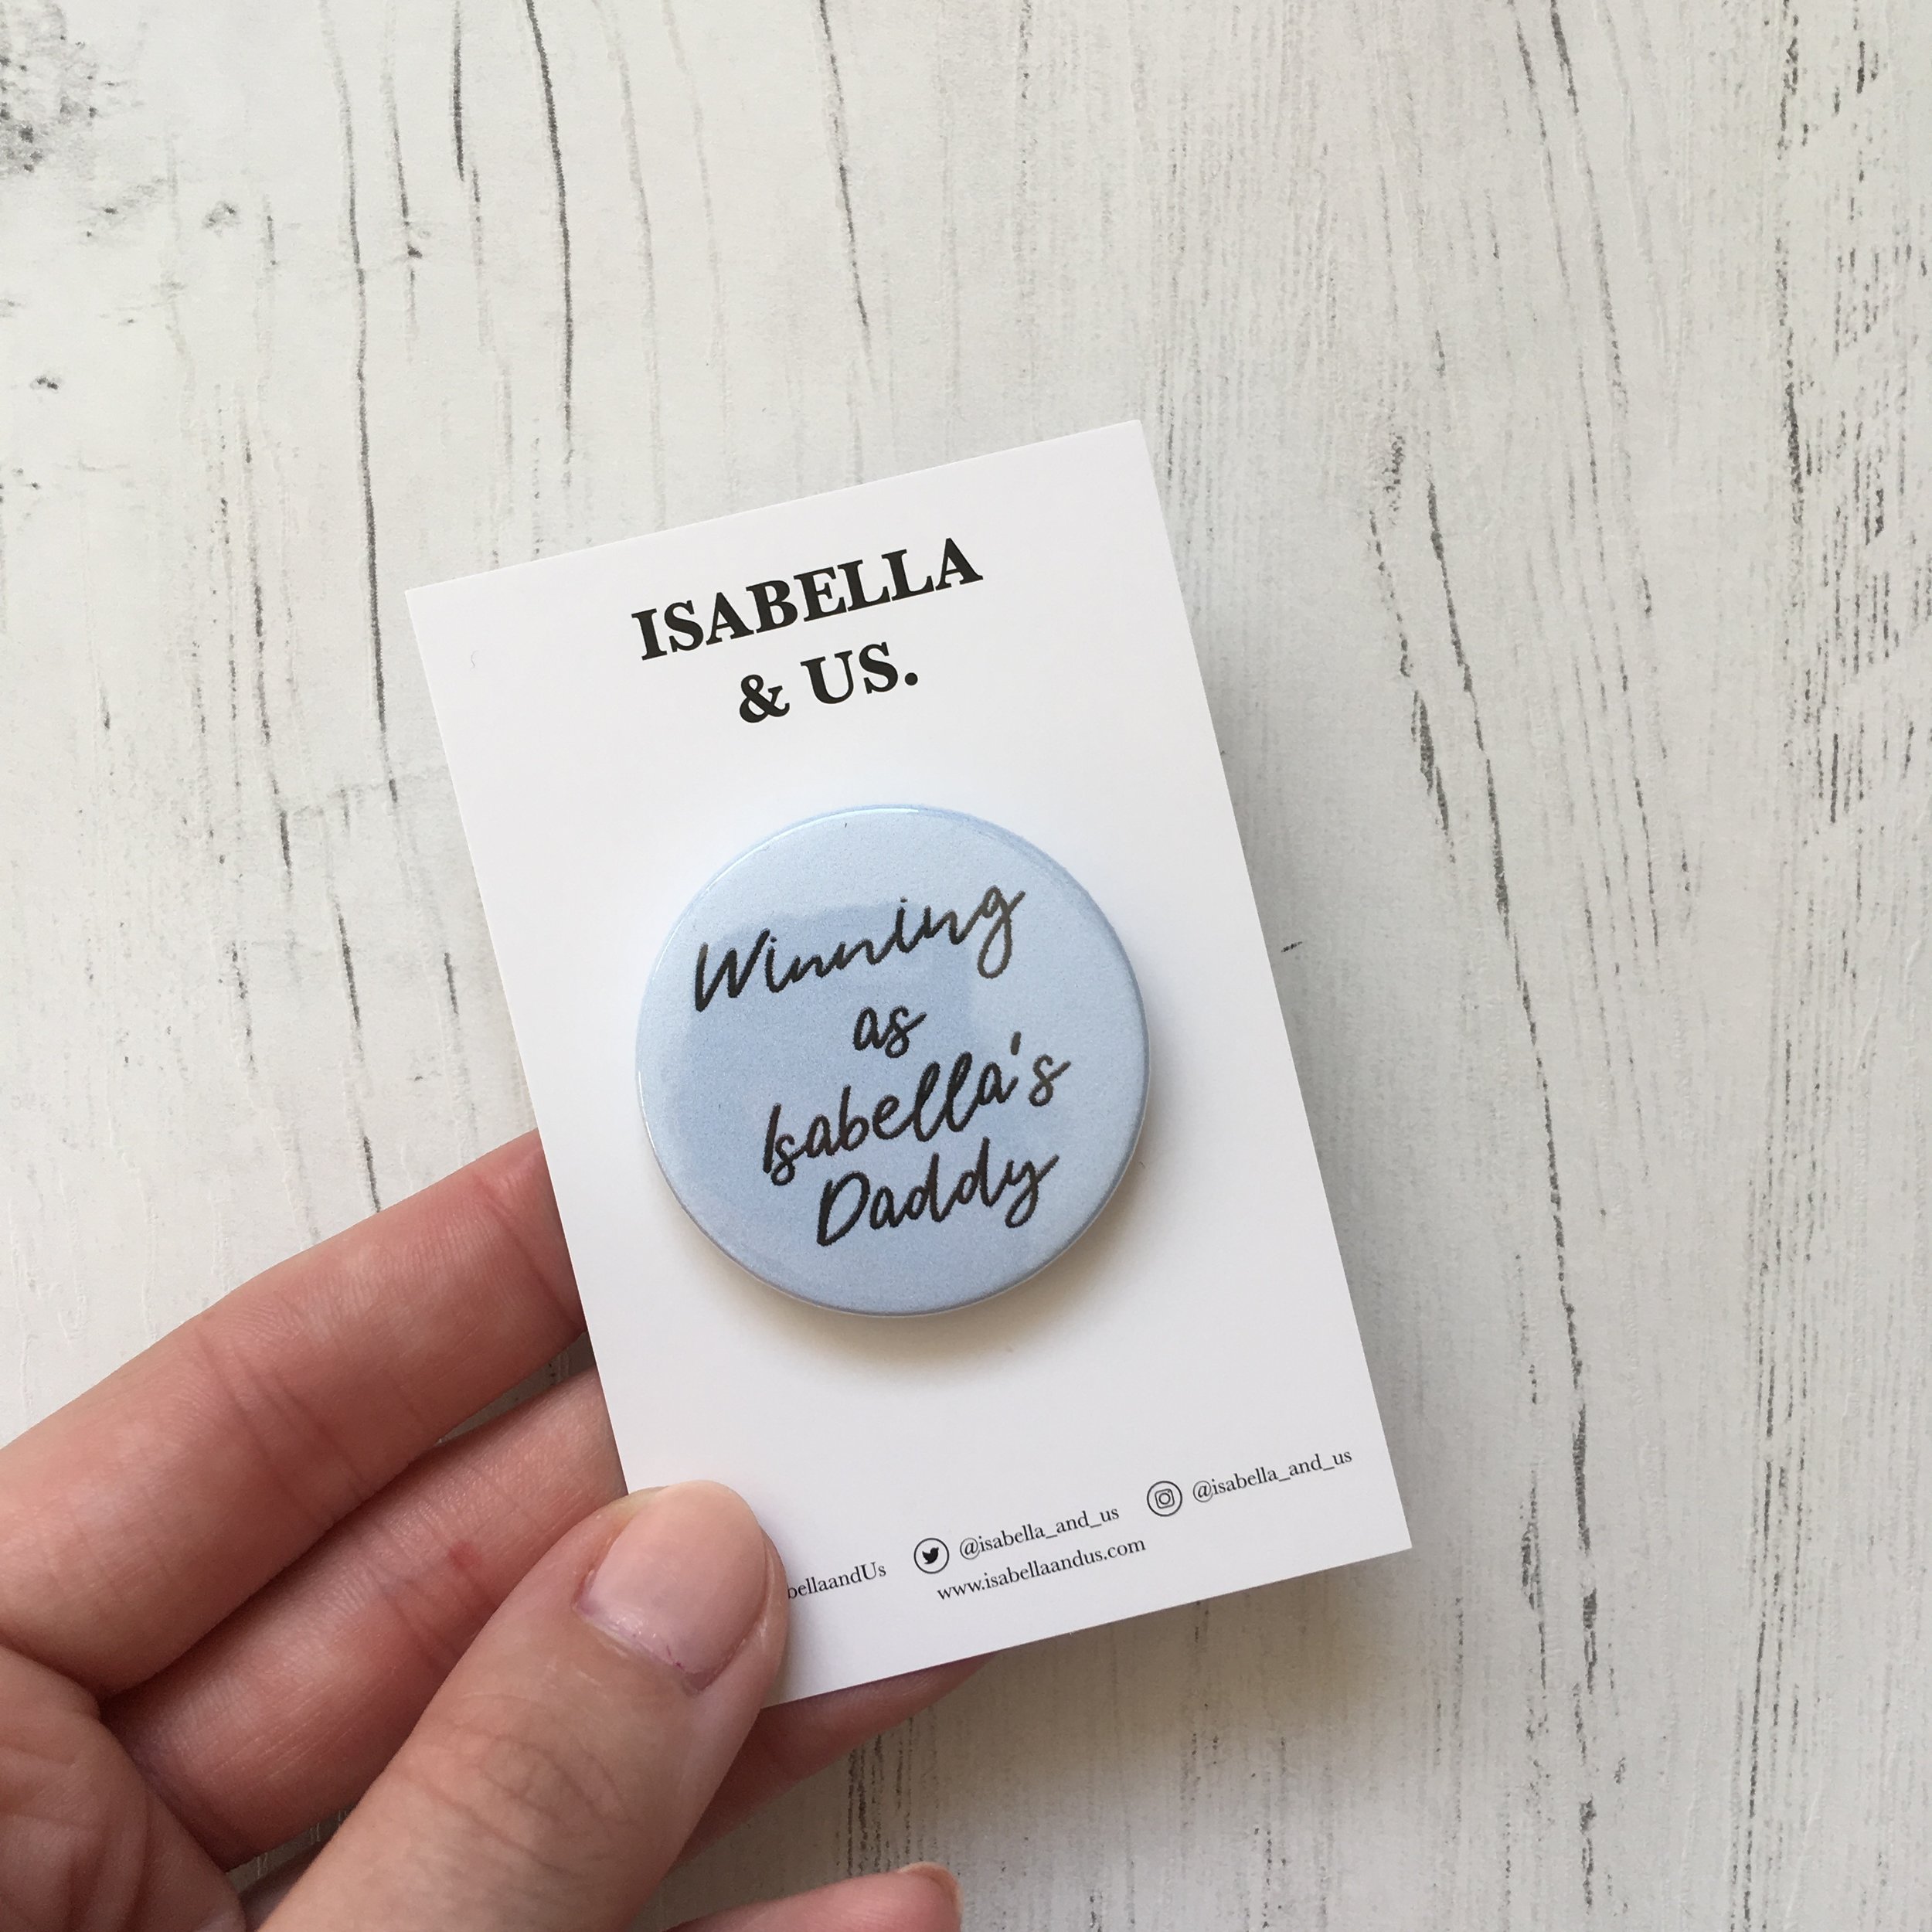 ISABELLA
& US.
Winning
as
Isabella's
Daddy
bellaandUs @isabella_and_us @isabella_and_us
www.isabellaandus.com